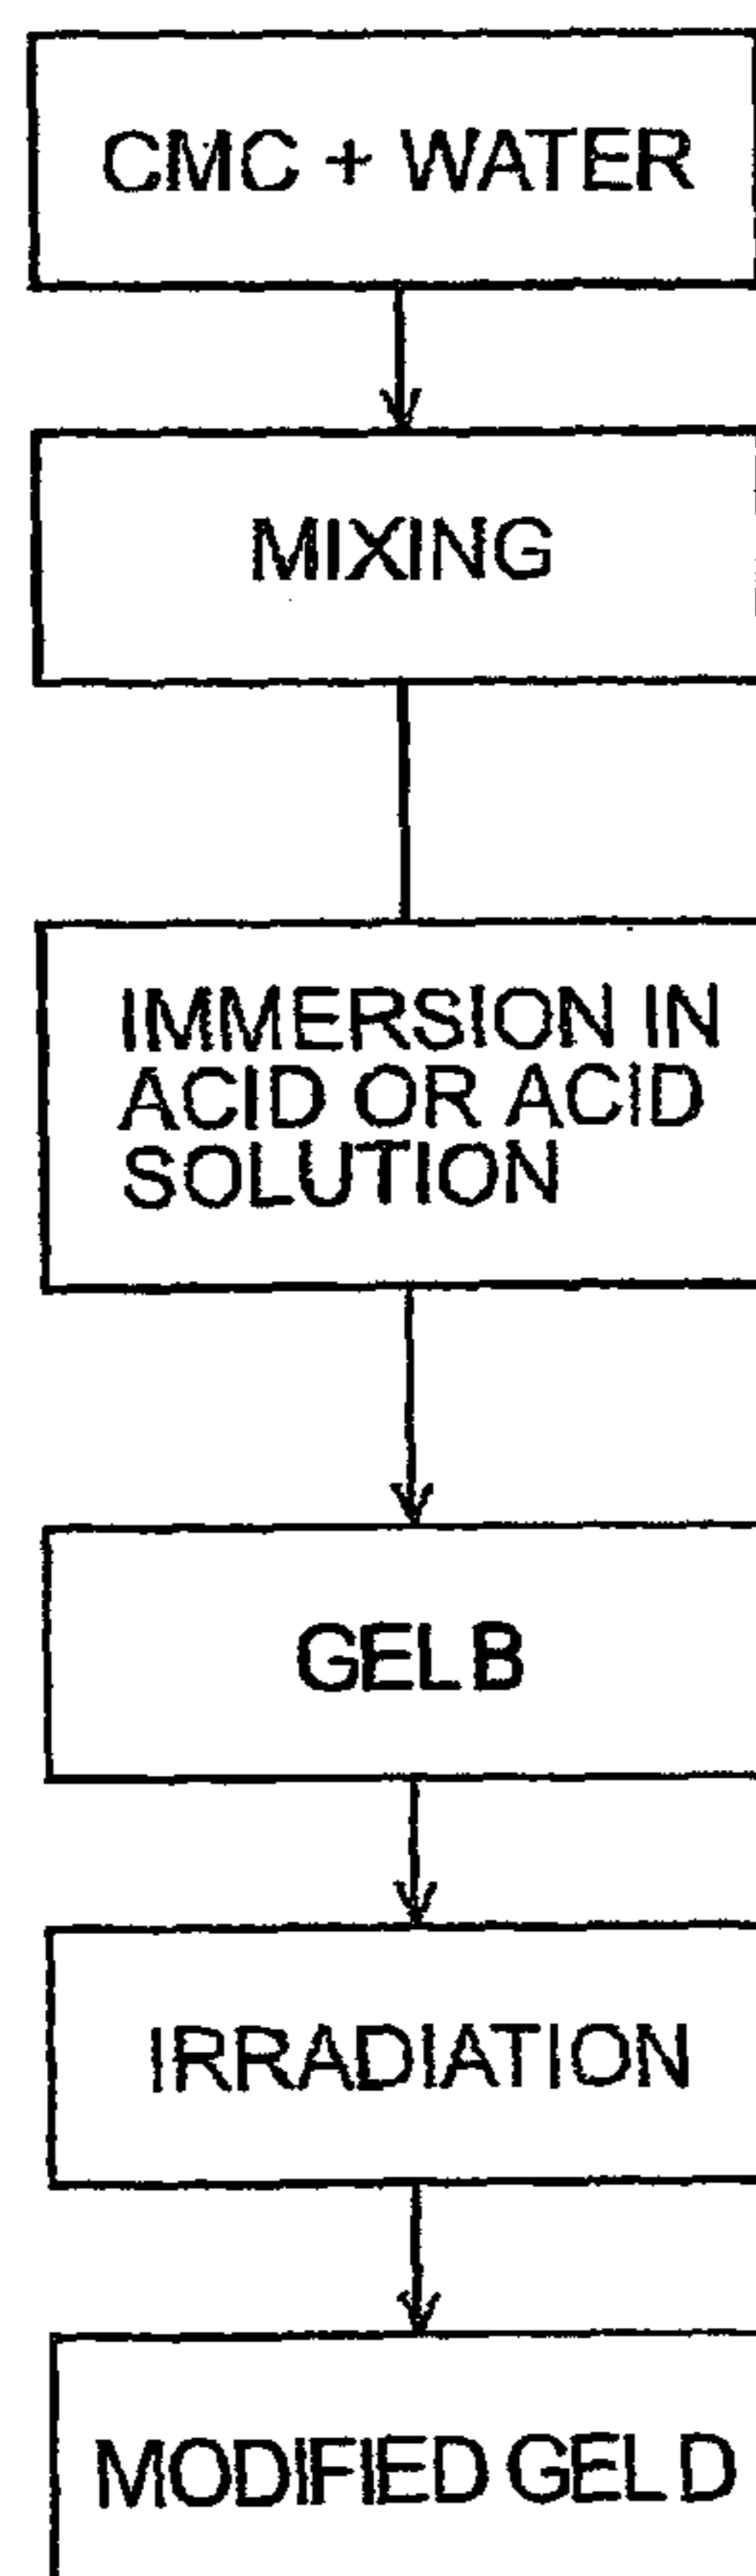 CMC + WATER
MIXING
IMMERSION IN
ACID OR ACID
SOLUTION
GEL B
IRRADIATION
MODIFIED GEL D